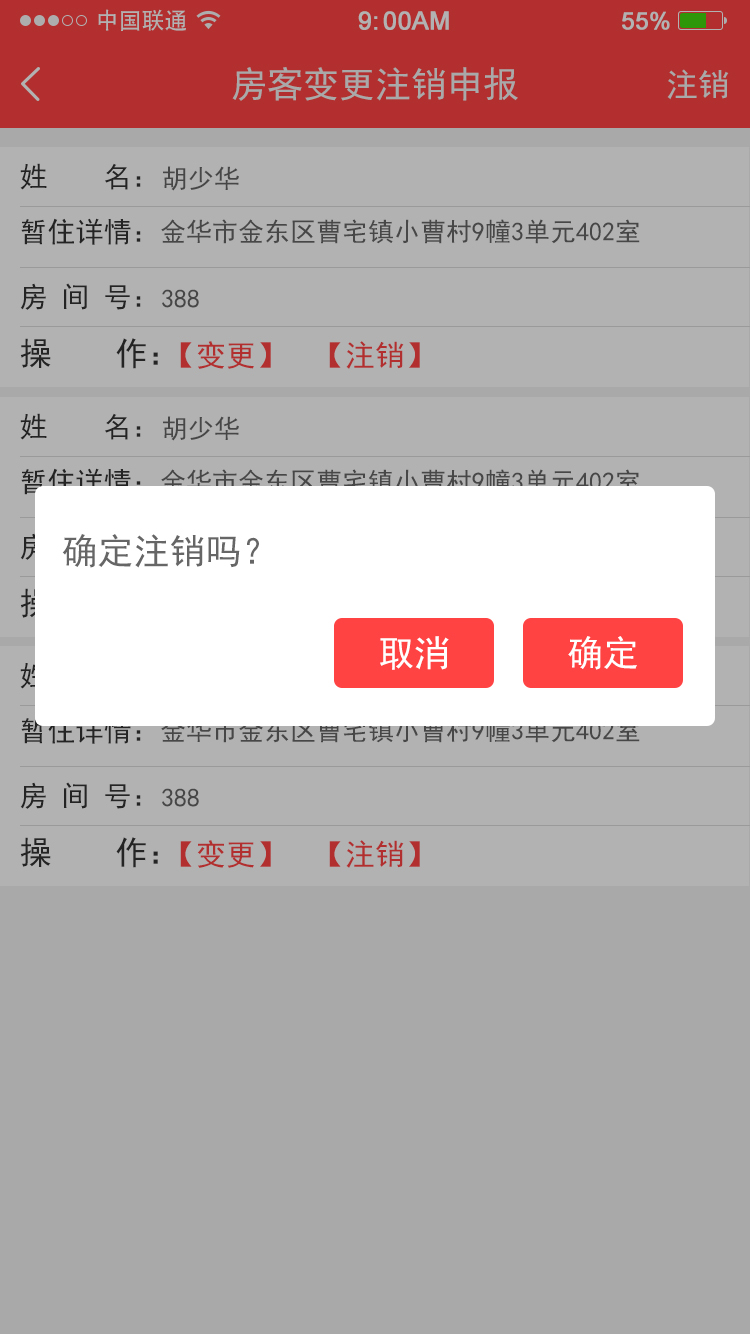 中国联通 9:00AM 55%
房客变更注销申报 注销
姓 名: 胡少华
暂住详情: 金华市金东区曹宅镇小曹村9幢3单元402室
房 间 号: 388
操 作:【变更】 【注销】
姓 名: 胡少华
暂住详情: 金华市金东区曹宅镇小曹村9幢3单元402室
房
确定注销吗？
操
取消 确定
姓
暂住详情: 金华市金东区曹宅镇小曹村9幢3单元402室
房 间 号: 388
操 作:【变更】 【注销】